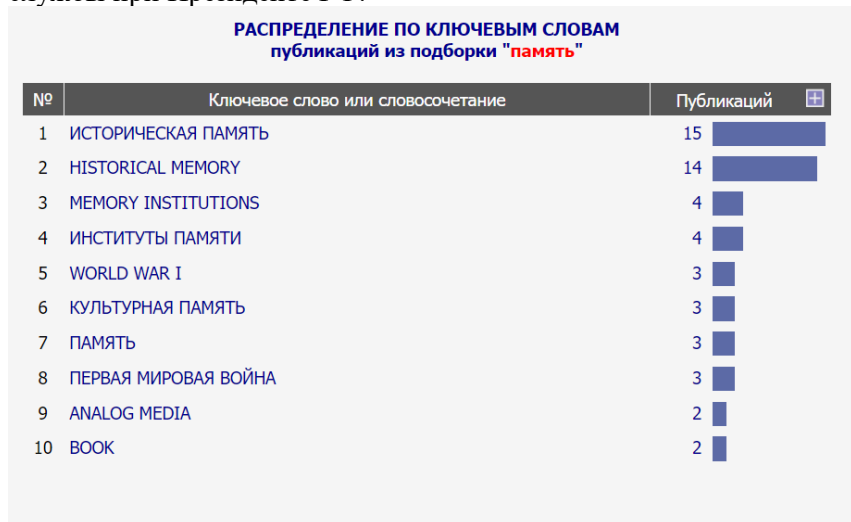 РАСПРЕДЕЛЕНИЕ ПО КЛЮЧЕВЫМ СЛОВАМ
публикаций из подборки "память"
№ Ключевое слово или словосочетание Публикаций
1 ИСТОРИЧЕСКАЯ ПАМЯТЬ 15
2 HISTORICAL MEMORY 14
3 MEMORY INSTITUTIONS 4
4 ИНСТИТУТЫ ПАМЯТИ 4
5 WORLD WAR I 3
6 КУЛЬТУРНАЯ ПАМЯТЬ 3
7 ПАМЯТЬ 3
8 ПЕРВАЯ МИРОВАЯ ВОЙНА 3
9 ANALOG MEDIA 2
10 BOOK 2